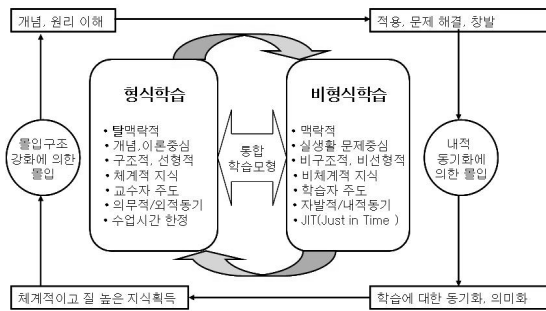 개념, 원리 이해
적용, 문제 해결, 창발
형식학습
• 탈맥락적
• 개념,이론중심
• 구조적, 선형적
• 체계적 지식
• 교수자 주도
• 의무적/외적동기
• 수업시간 한정
통합
학습모형
비형식학습
• 맥락적
• 실생활 문제중심
• 비구조적, 비선형적
• 비체계적 지식
• 학습자 주도
• 자발적/내적동기
• JIT(Just in Time )
몰입구조
강화에 의한
몰입
내적
동기화에
의한 몰입
체계적이고 질 높은 지식획득
학습에 대한 동기화, 의미화